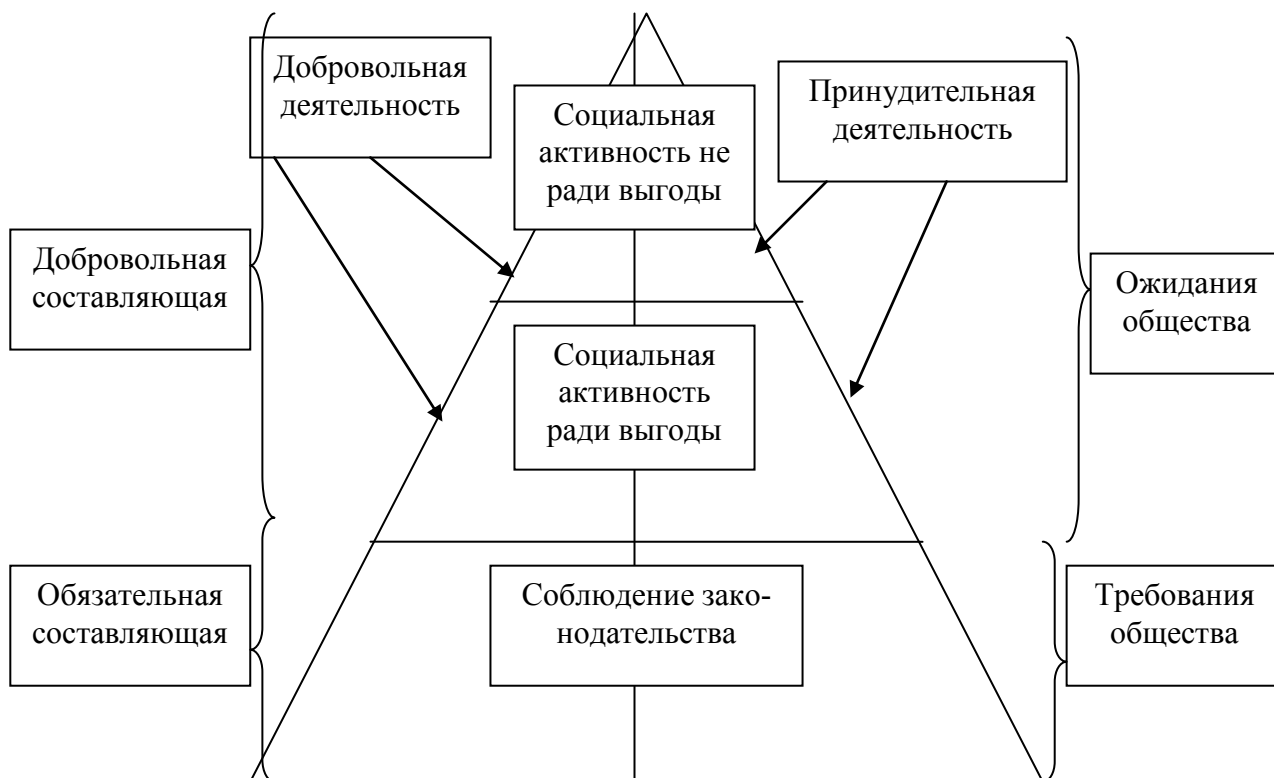 Добровольная
деятельность
Социальная
активность не
ради выгоды
Принудительная
деятельность
Добровольная
составляющая
Ожидания
общества
Социальная
активность
ради выгоды
Обязательная
составляющая
Соблюдение зако-
нодательства
Требования
общества